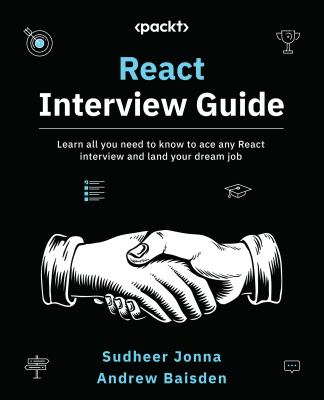 <packt>
React
Interview Guide
Learn all you need to know to ace any React
interview and land your dream job
Sudheer Jonna
Andrew Baisden